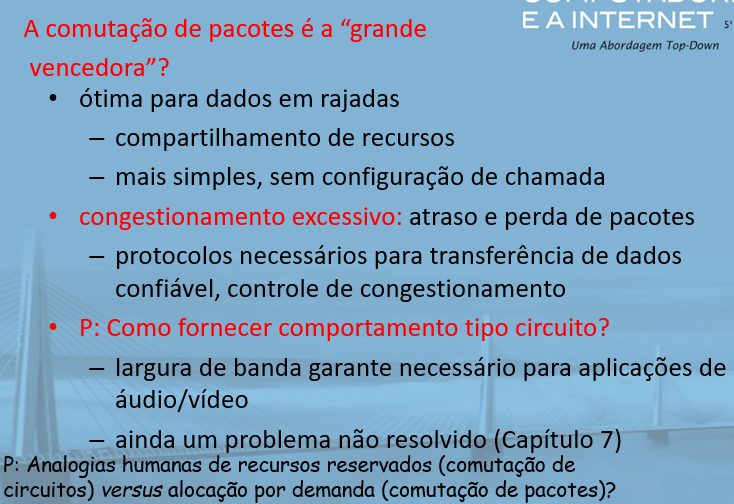 E A INTERNET 5ª
Uma Abordagem Top-Down
A comutação de pacotes é a “grande
vencedora”?
• ótima para dados em rajadas
– compartilhamento de recursos
– mais simples, sem configuração de chamada
• congestionamento excessivo: atraso e perda de pacotes
– protocolos necessários para transferência de dados
confiável, controle de congestionamento
• P: Como fornecer comportamento tipo circuito?
– largura de banda garante necessário para aplicações de
áudio/vídeo
– ainda um problema não resolvido (Capítulo 7)
P: Analogias humanas de recursos reservados (comutação de
circuitos) versus alocação por demanda (comutação de pacotes)?